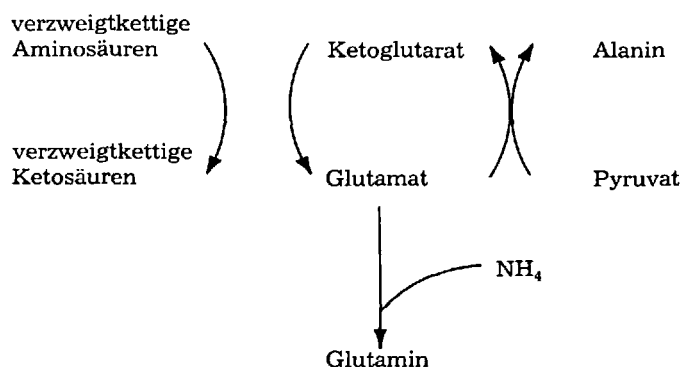 verzweigtkettige
Aminosäuren
Ketoglutarat
Alanin
verzweigtkettige
Ketosäuren
Glutamat
Pyruvat
NH₄
Glutamin